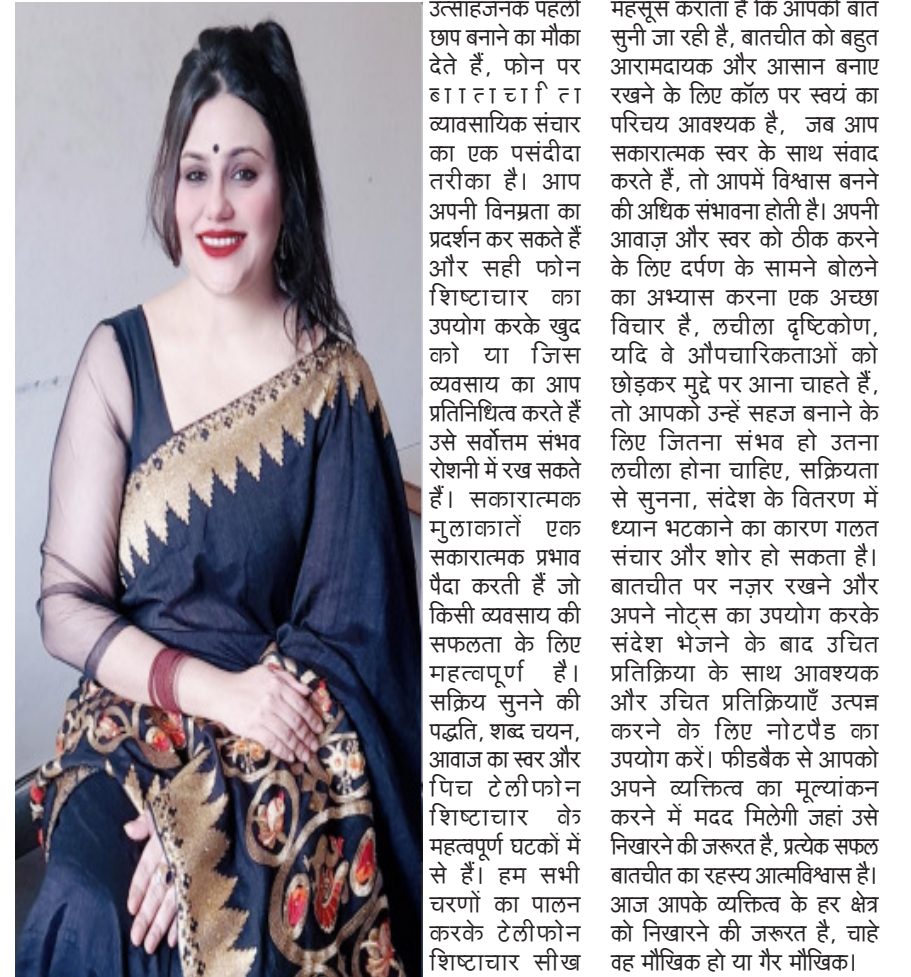 उत्साहजनक पहली
छाप बनाने का मौका
देते हैं, फोन पर
बातचीत
व्यावसायिक संचार
का एक पसंदीदा
तरीका है। आप
अपनी विनम्रता का
प्रदर्शन कर सकते हैं
और सही फोन
शिष्टाचार का
उपयोग करके खुद
को या जिस
व्यवसाय का आप
प्रतिनिधित्व करते हैं
उसे सर्वोत्तम संभव
रोशनी में रख सकते
हैं। सकारात्मक
मुलाकातें एक
सकारात्मक प्रभाव
पैदा करती हैं जो
किसी व्यवसाय की
सफलता के लिए
महत्वपूर्ण है।
सक्रिय सुनने की
पद्धति, शब्द चयन,
आवाज का स्वर और
पिच टेलीफोन
शिष्टाचार के
महत्वपूर्ण घटकों में
से हैं। हम सभी
चरणों का पालन
करके टेलीफोन
शिष्टाचार सीख
महसूस कराता है कि आपकी बात
सुनी जा रही है, बातचीत को बहुत
आरामदायक और आसान बनाए
रखने के लिए कॉल पर स्वयं का
परिचय आवश्यक है, जब आप
सकारात्मक स्वर के साथ संवाद
करते हैं, तो आपमें विश्वास बनने
की अधिक संभावना होती है। अपनी
आवाज़ और स्वर को ठीक करने
के लिए दर्पण के सामने बोलने
का अभ्यास करना एक अच्छा
विचार है, लचीला दृष्टिकोण,
यदि वे औपचारिकताओं को
छोड़कर मुद्दे पर आना चाहते हैं,
तो आपको उन्हें सहज बनाने के
लिए जितना संभव हो उतना
लचीला होना चाहिए, सक्रियता
से सुनना, संदेश के वितरण में
ध्यान भटकाने का कारण गलत
संचार और शोर हो सकता है।
बातचीत पर नज़र रखने और
अपने नोट्स का उपयोग करके
संदेश भेजने के बाद उचित
प्रतिक्रिया के साथ आवश्यक
और उचित प्रतिक्रियाएँ उत्पन्न
करने के लिए नोटपैड का
उपयोग करें। फीडबैक से आपको
अपने व्यक्तित्व का मूल्यांकन
करने में मदद मिलेगी जहां उसे
निखारने की जरूरत है, प्रत्येक सफल
बातचीत का रहस्य आत्मविश्वास है।
आज आपके व्यक्तित्व के हर क्षेत्र
को निखारने की जरूरत है, चाहे
वह मौखिक हो या गैर मौखिक।